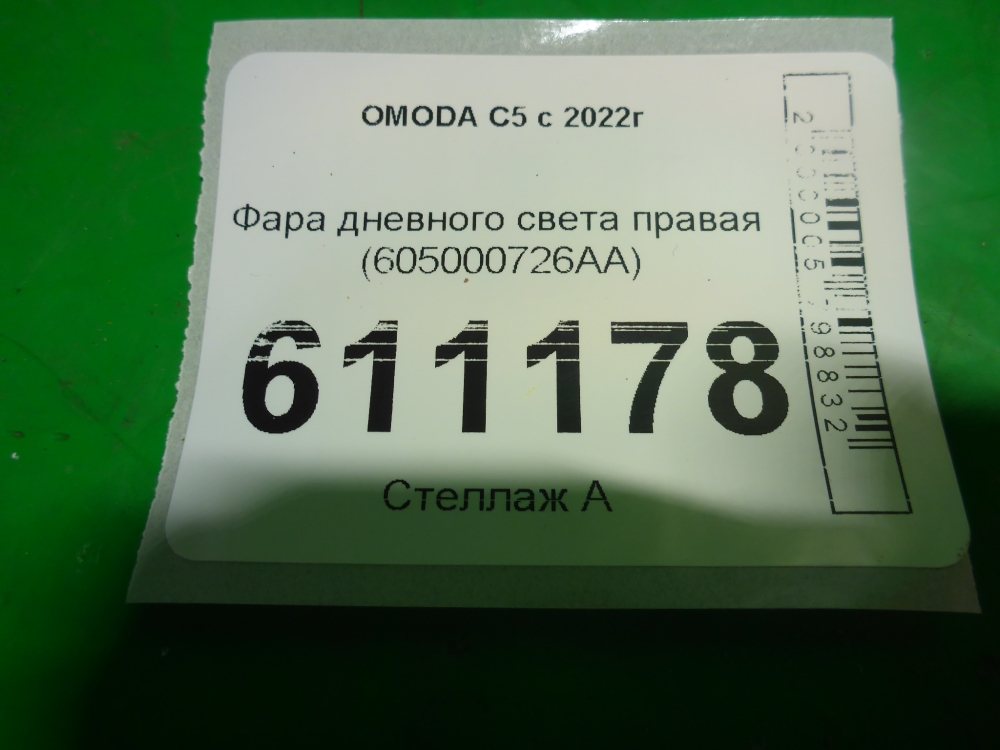 OMODA C5 с 2022г
Фара дневного света правая
(605000726AA)
611178
Стеллаж А